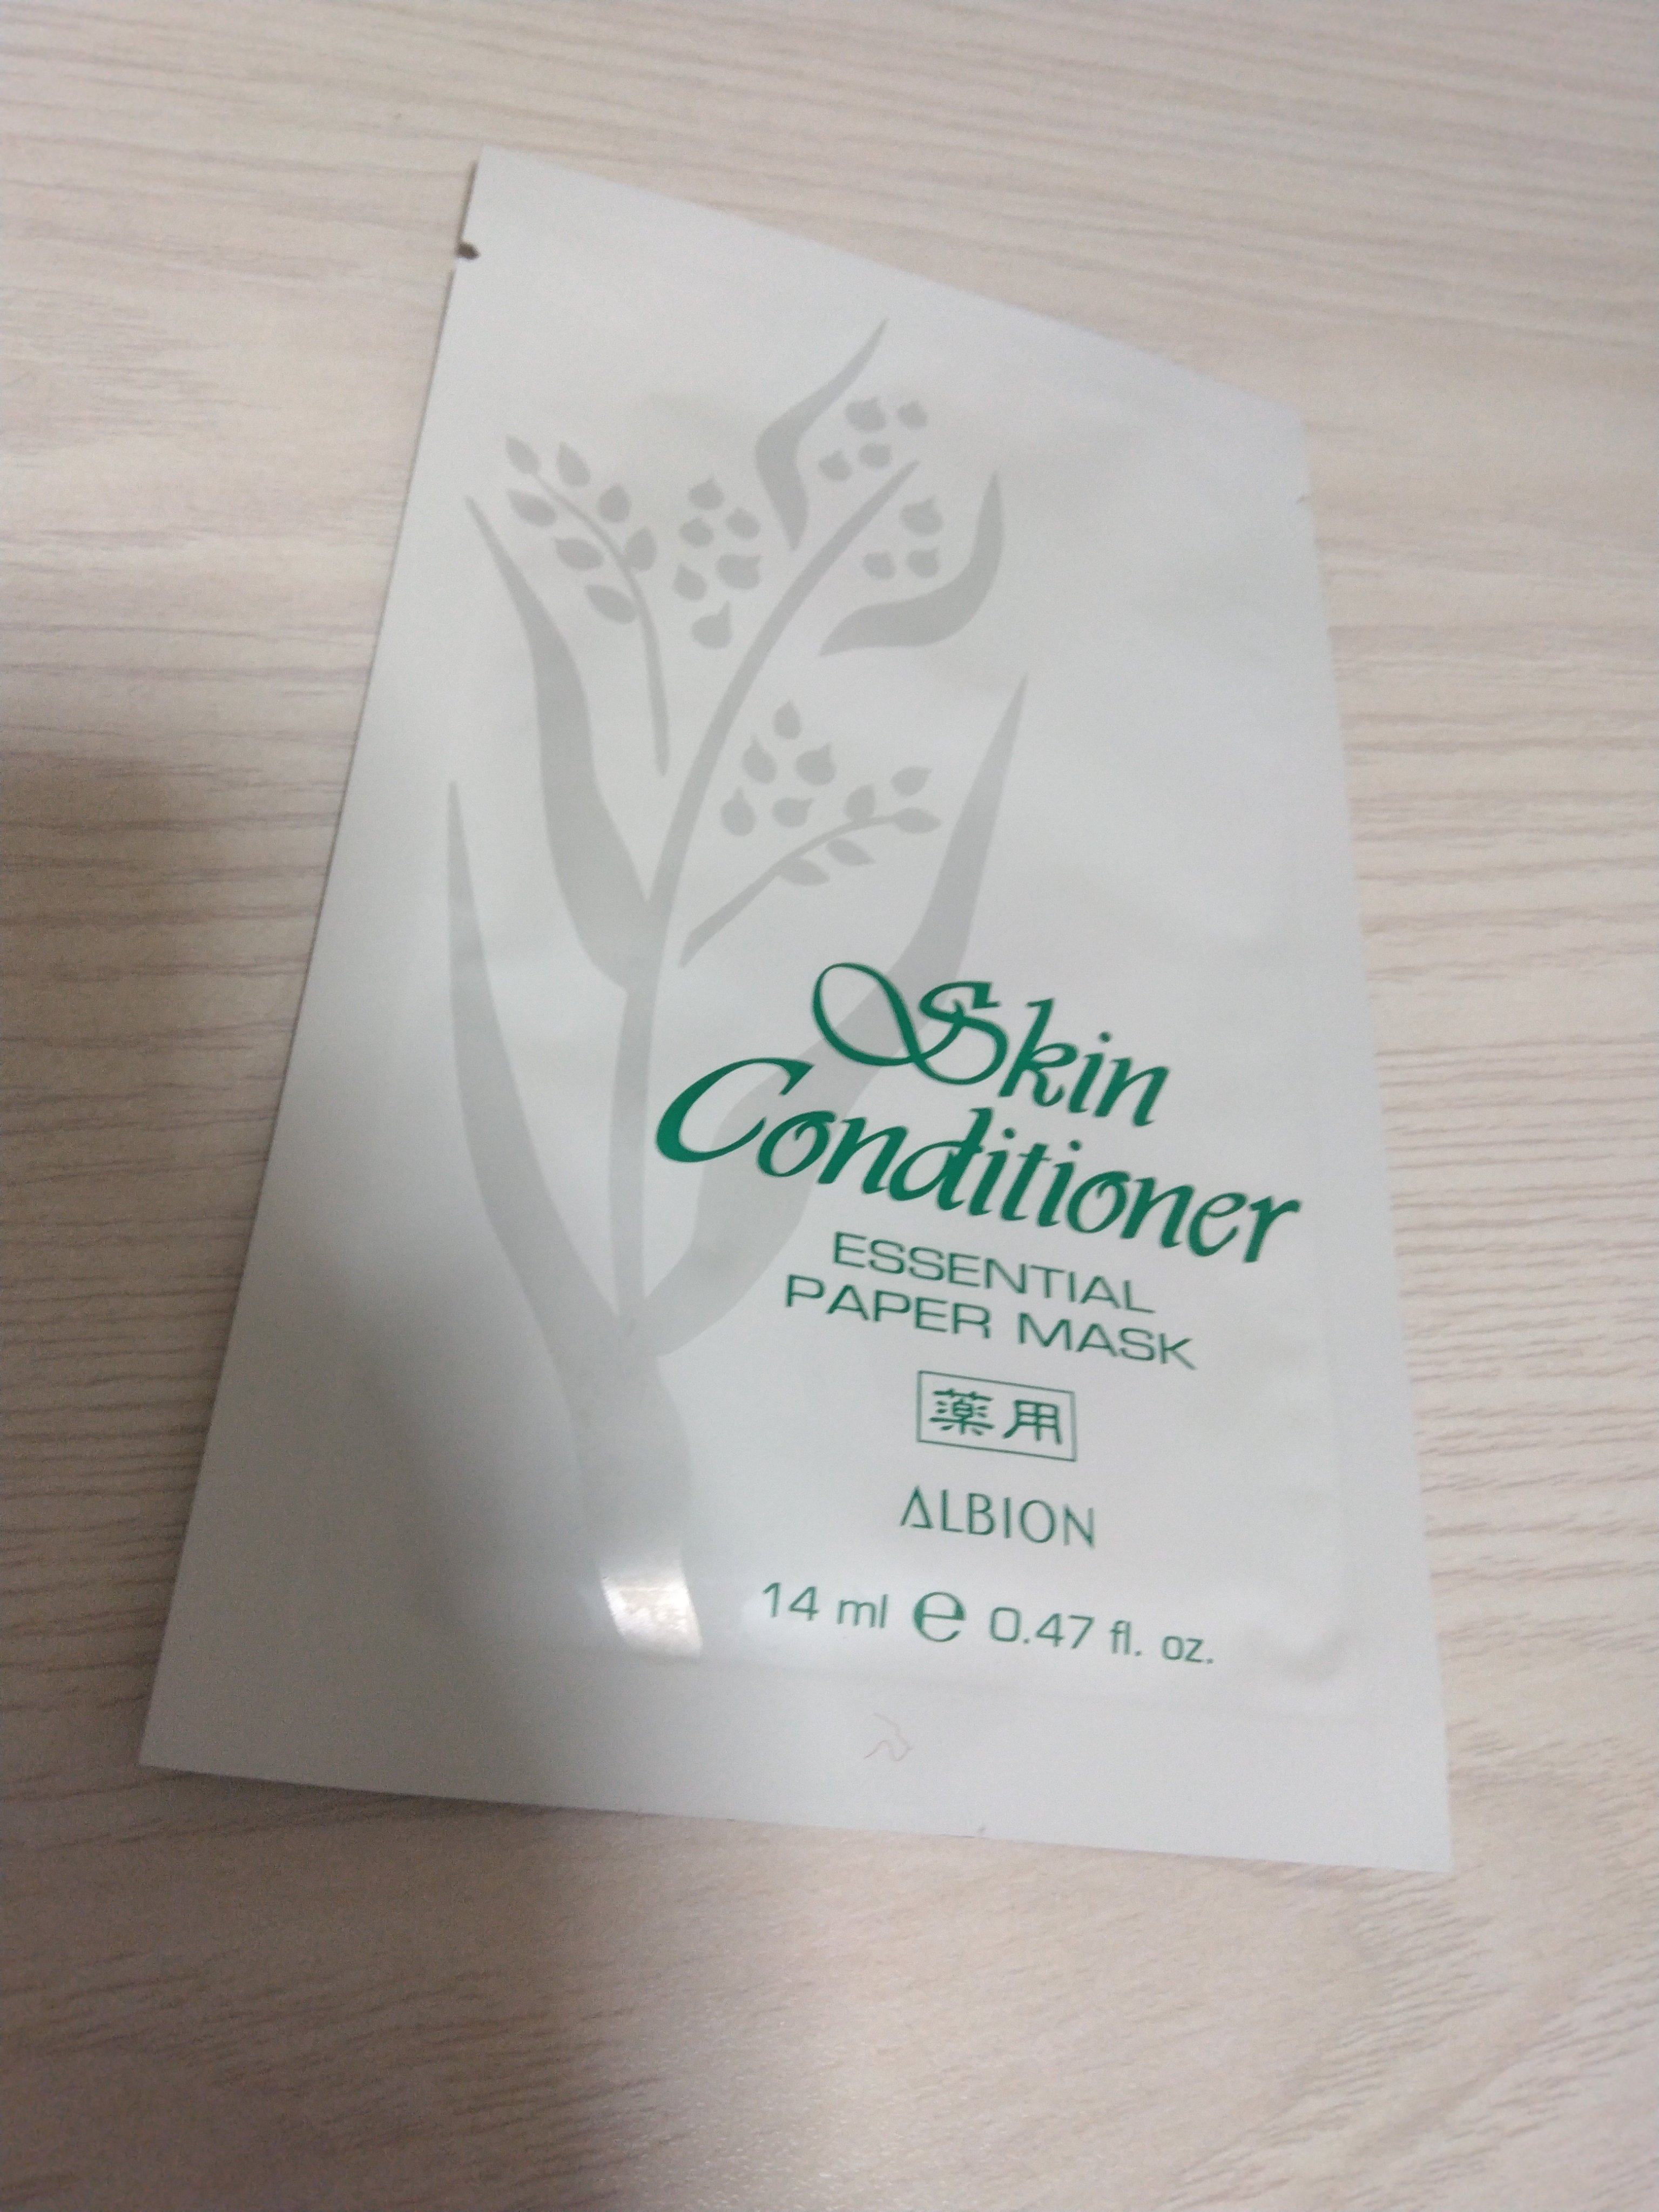 Skin
Conditioner
ESSENTIAL
PAPER MASK
薬用
ALBION
14 ml ℮ 0.47 fl. oz.